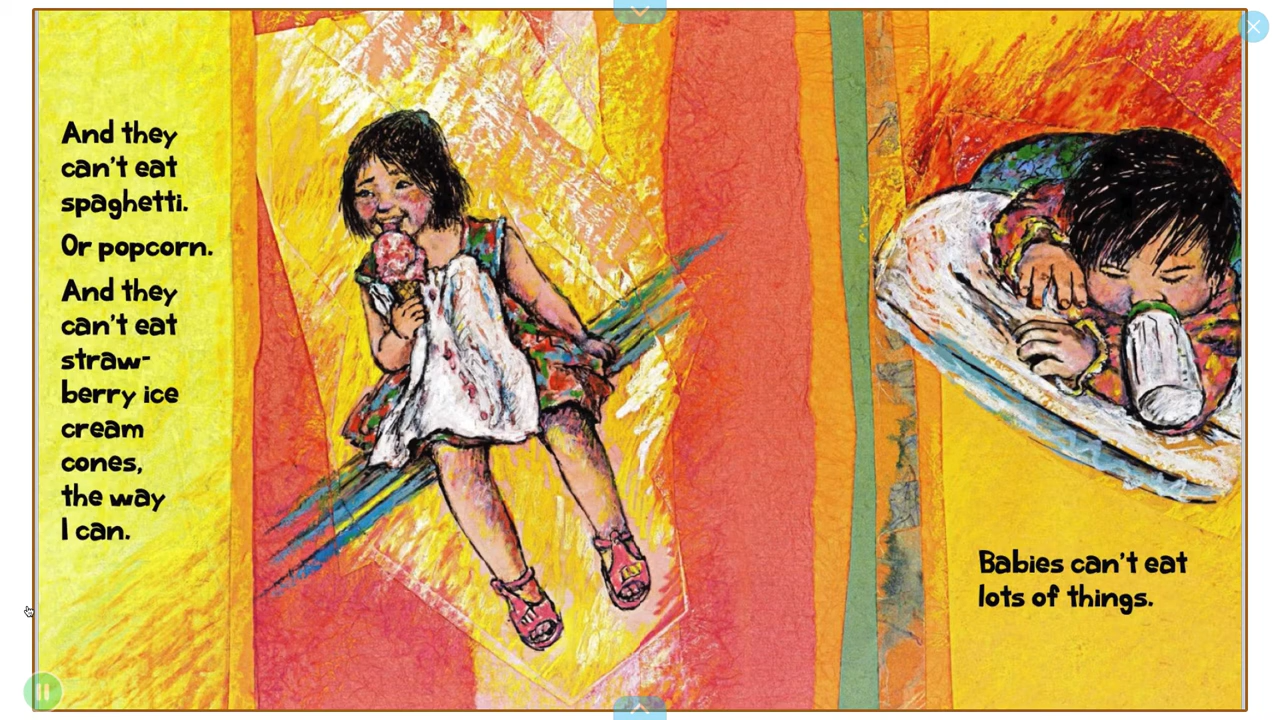 And they
can't eat
spaghetti.
Or popcorn.
And they
can't eat
straw-
berry ice
cream
cones,
the way
I can.
Babies can't eat
lots of things.